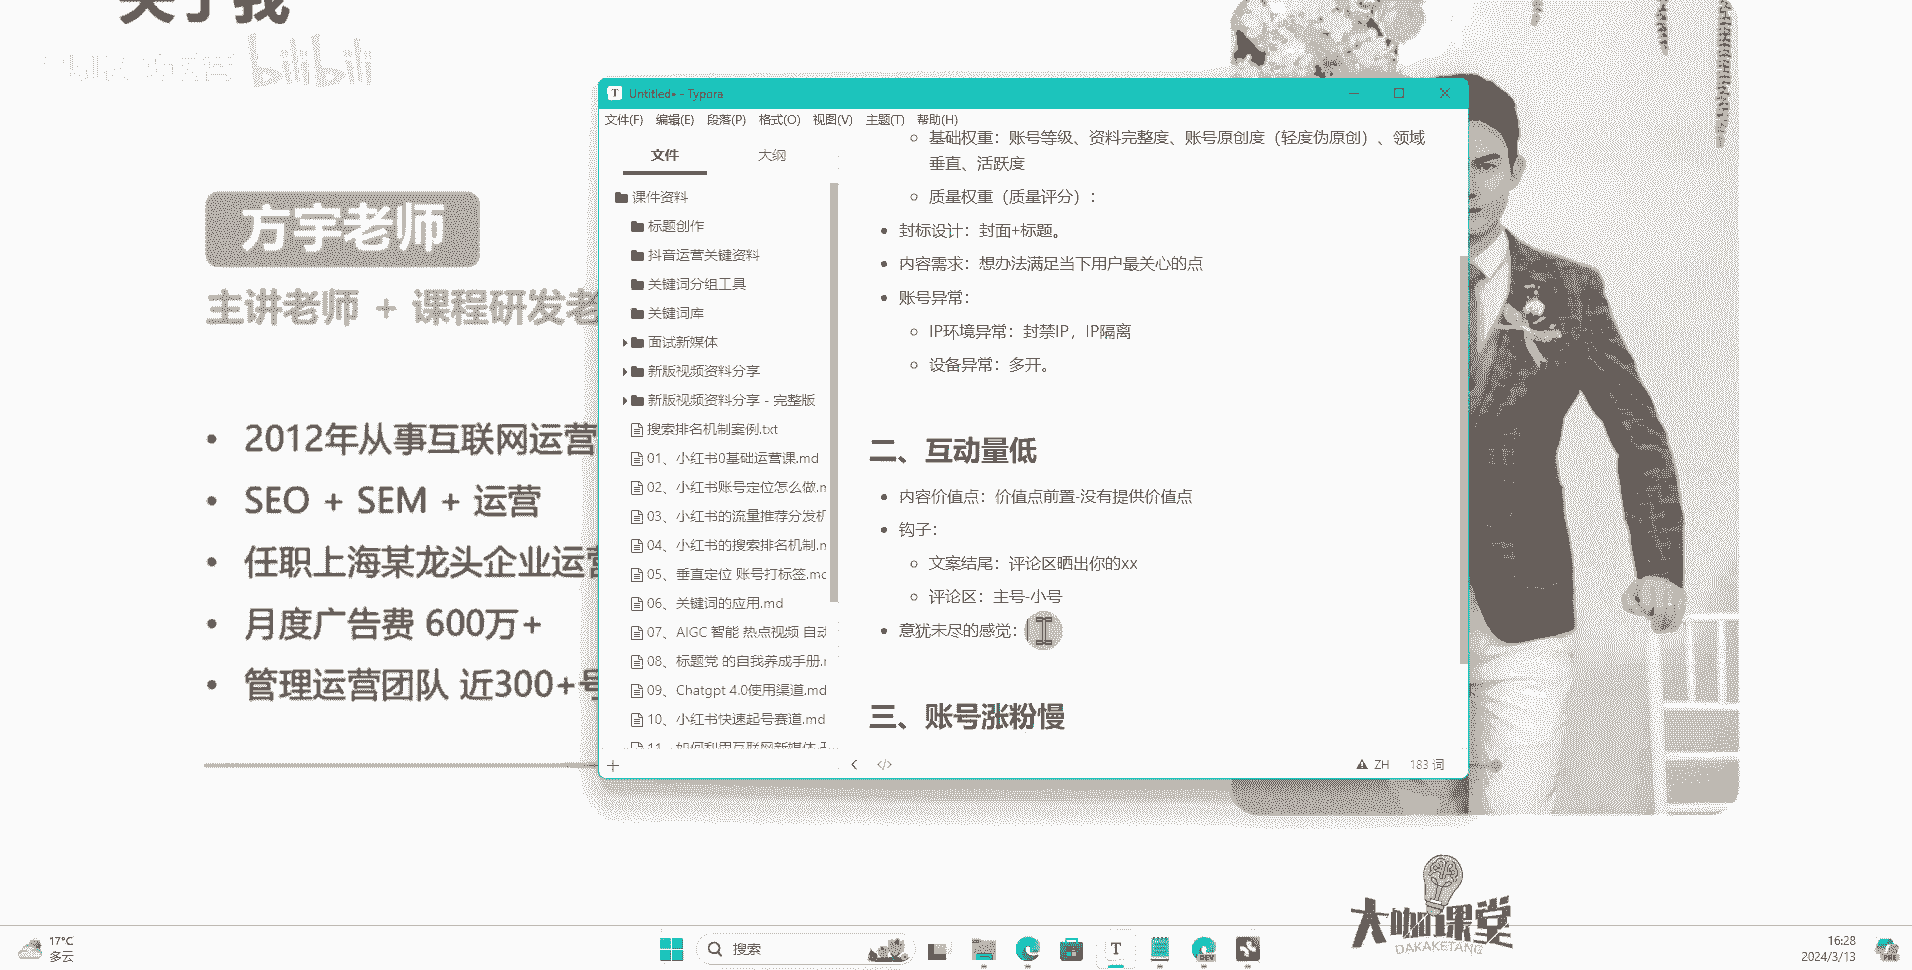 关于我
bilibili
方宇老师
主讲老师 + 课程研发老
2012年从事互联网运营
SEO + SEM + 运营
任职上海某龙头企业运营
月度广告费 600万+
管理运营团队 近300+号
Untitled• - Typora
文件(F) 编辑(E) 段落(P) 格式(O) 视图(V) 主题(T) 帮助(H)
文件 大纲
课件资料
标题创作
抖音运营关键资料
关键词分组工具
关键词库
面试新媒体
新版视频资料分享
新版视频资料分享 - 完整版
搜索排名机制案例.txt
01、小红书0基础运营课.md
02、小红书账号定位怎么做.m
03、小红书的流量推荐分发机
04、小红书的搜索排名机制.m
05、垂直定位 账号打标签.mc
06、关键词的应用.md
07、AIGC 智能 热点视频 自动
08、标题党 的自我养成手册.m
09、Chatgpt 4.0使用渠道.md
10、小红书快速起号赛道.md
11、如何利用互联网新媒体
基础权重：账号等级、资料完整度、账号原创度（轻度伪原创）、领域
垂直、活跃度
质量权重（质量评分）：
封标设计：封面+标题。
内容需求：想办法满足当下用户最关心的点
账号异常：
IP环境异常：封禁IP，IP隔离
设备异常：多开。
二、互动量低
内容价值点：价值点前置-没有提供价值点
钩子：
文案结尾：评论区晒出你的xx
评论区：主号-小号
意犹未尽的感觉：
三、账号涨粉慢
ZH 183 词
大咖课堂
DAKAKETANG
17°C
多云
搜索
T
DEV
16:28
2024/3/13
PRE